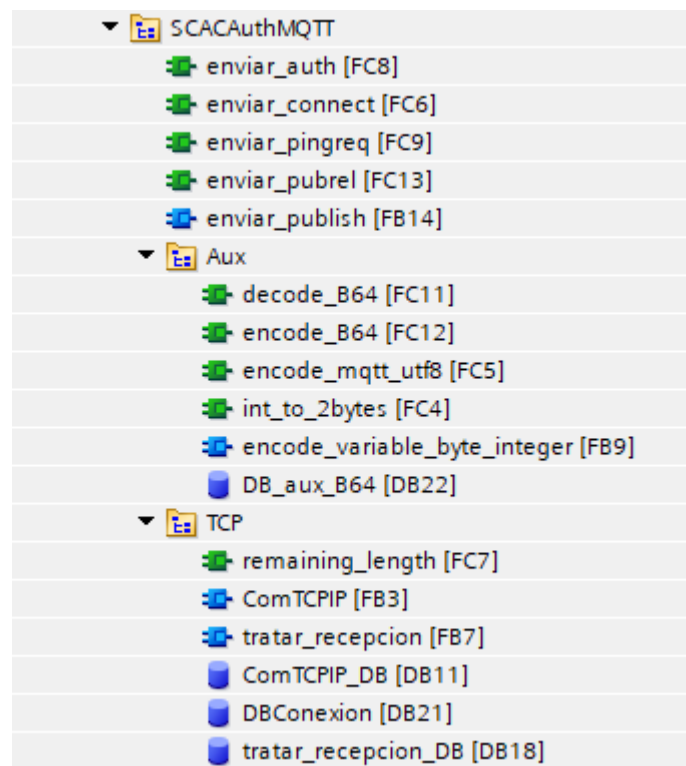 SCACAuthMQTT
enviar_auth [FC8]
enviar_connect [FC6]
enviar_pingreq [FC9]
enviar_pubrel [FC13]
enviar_publish [FB14]
Aux
decode_B64 [FC11]
encode_B64 [FC12]
encode_mqtt_utf8 [FC5]
int_to_2bytes [FC4]
encode_variable_byte_integer [FB9]
DB_aux_B64 [DB22]
TCP
remaining_length [FC7]
ComTCPIP [FB3]
tratar_recepcion [FB7]
ComTCPIP_DB [DB11]
DBConexion [DB21]
tratar_recepcion_DB [DB18]